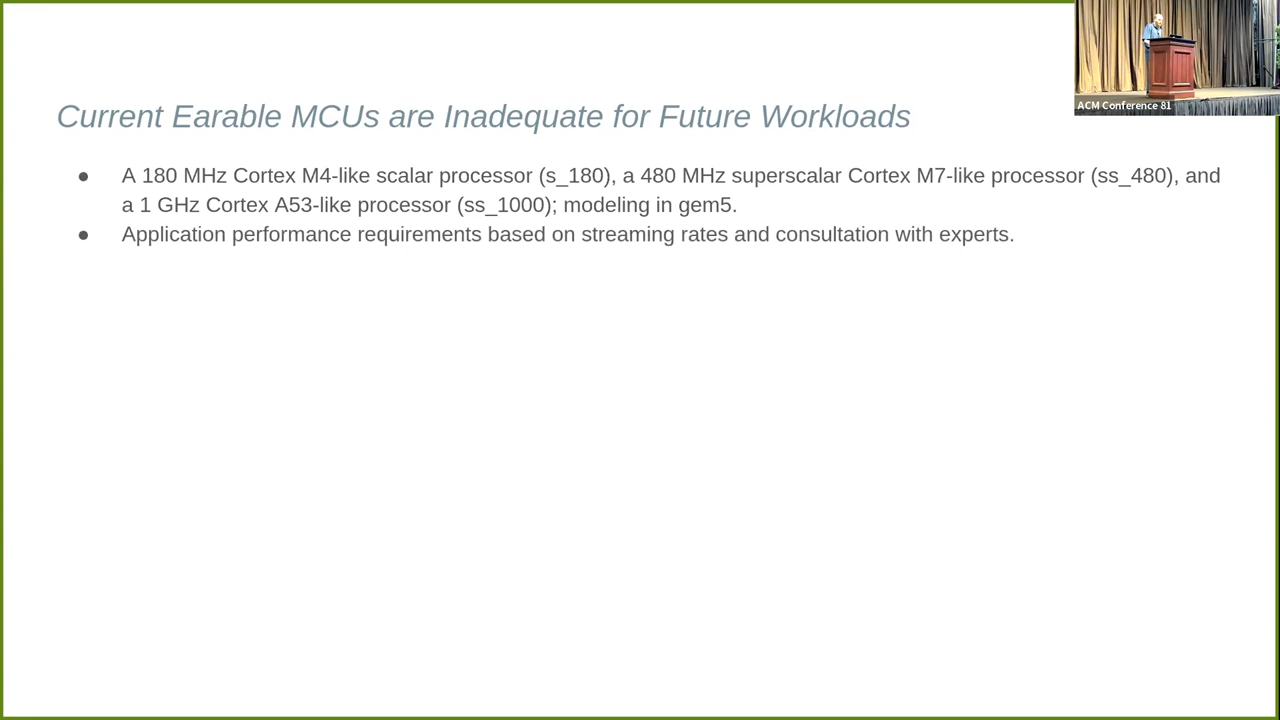 ACM Conference 81
Current Earable MCUs are Inadequate for Future Workloads
● A 180 MHz Cortex M4-like scalar processor (s_180), a 480 MHz superscalar Cortex M7-like processor (ss_480), and
a 1 GHz Cortex A53-like processor (ss_1000); modeling in gem5.
● Application performance requirements based on streaming rates and consultation with experts.